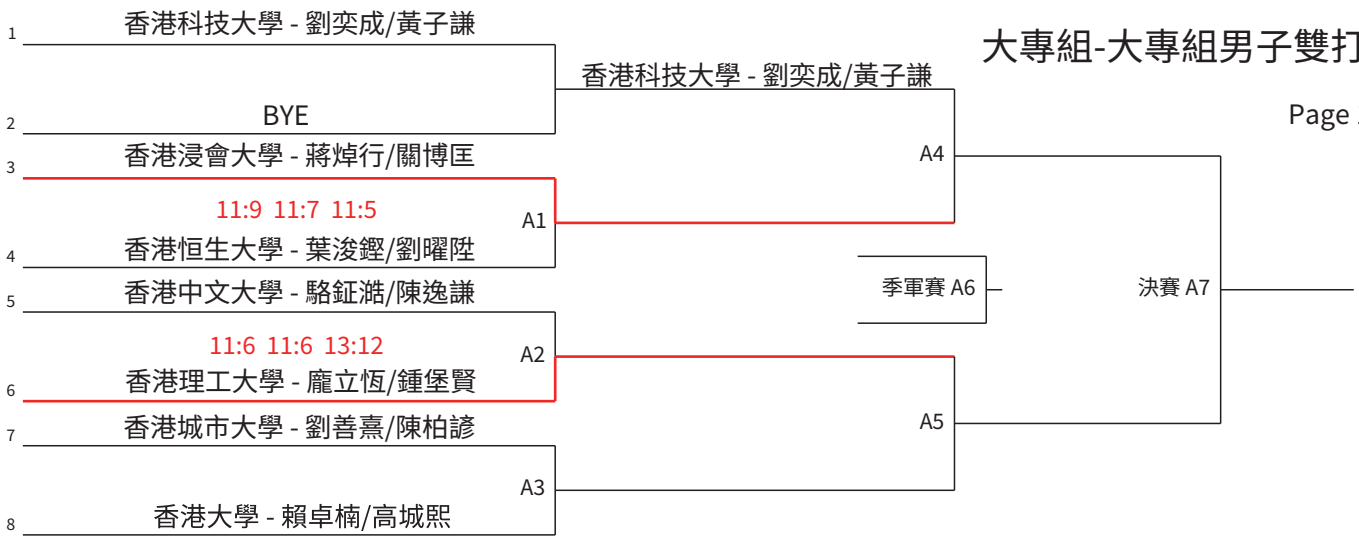 大專組-大專組男子雙打
Page
1 香港科技大學 - 劉奕成/黃子謙
香港科技大學 - 劉奕成/黃子謙
2 BYE
3 香港浸會大學 - 蔣焯行/關博匡
A4
11:9 11:7 11:5
A1
4 香港恒生大學 - 葉浚鏗/劉曜陞
季軍賽 A6
決賽 A7
5 香港中文大學 - 駱鉦澔/陳逸謙
11:6 11:6 13:12
A2
6 香港理工大學 - 龐立恆/鍾堡賢
7 香港城市大學 - 劉善熹/陳柏諺
A5
A3
8 香港大學 - 賴卓楠/高城熙